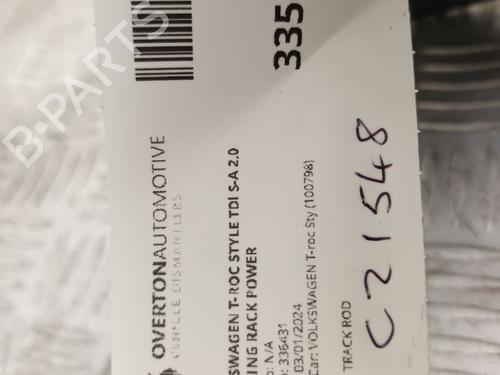 335
OVERTONAUTOMOTIVE
VEHICLE DISMANTLERS
SWAGEN T-ROC STYLE TDI S-A 2.0
ING RACK POWER
o: N/A
o: 336431
03/01/2024
Car: VOLKSWAGEN T-roc Sty (100798)
TRACK ROD
C21548
B-PARTS